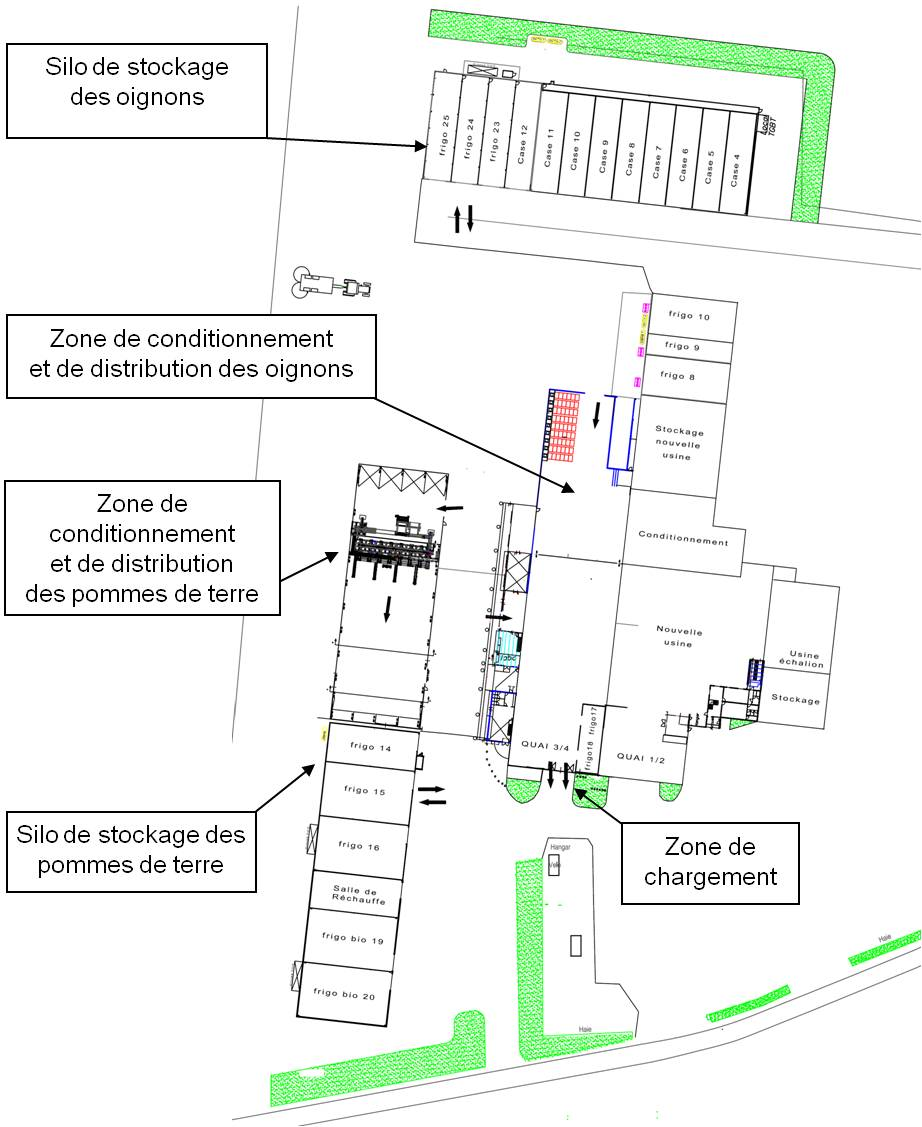 Silo de stockage
des oignons
frigo 25
frigo 24
frigo 23
Case 12
Case 11
Case 10
Case 9
Case 8
Case 7
Case 6
Case 5
Case 4
Local
TGBT
Zone de conditionnement
et de distribution des oignons
frigo 10
frigo 9
frigo 8
Stockage
nouvelle
usine
Conditionnement
Zone de
conditionnement
et de distribution
des pommes de terre
Nouvelle
usine
Usine
échalion
Stockage
frigo17
frigo18
QUAI 3/4
QUAI 1/2
frigo 14
frigo 15
frigo 16
Salle de
Réchauffe
frigo bio 19
frigo bio 20
Silo de stockage des
pommes de terre
Zone de
chargement
Hangar
Haie
Haie